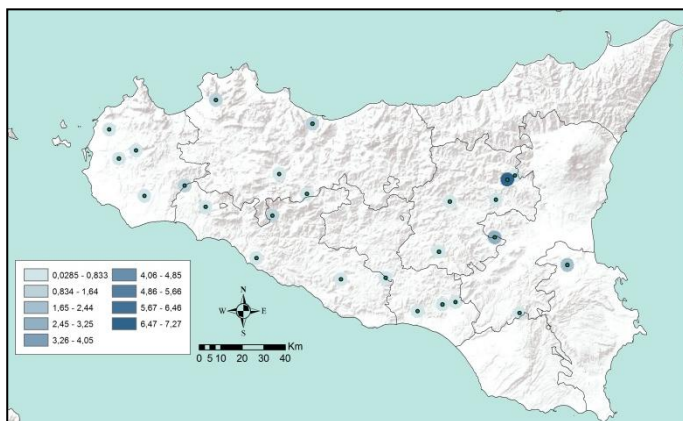 0,0285 - 0,833
0,834 - 1,64
1,65 - 2,44
2,45 - 3,25
3,26 - 4,05
4,06 - 4,85
4,86 - 5,66
5,67 - 6,46
6,47 - 7,27
N
W E
S
Km
0 5 10 20 30 40